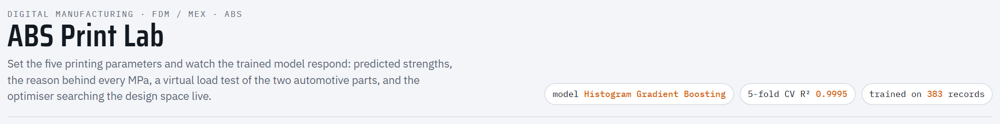 DIGITAL MANUFACTURING · FDM / MEX · ABS
ABS Print Lab
Set the five printing parameters and watch the trained model respond: predicted strengths,
the reason behind every MPa, a virtual load test of the two automotive parts, and the
optimiser searching the design space live.
model Histogram Gradient Boosting
5-fold CV R² 0.9995
trained on 383 records